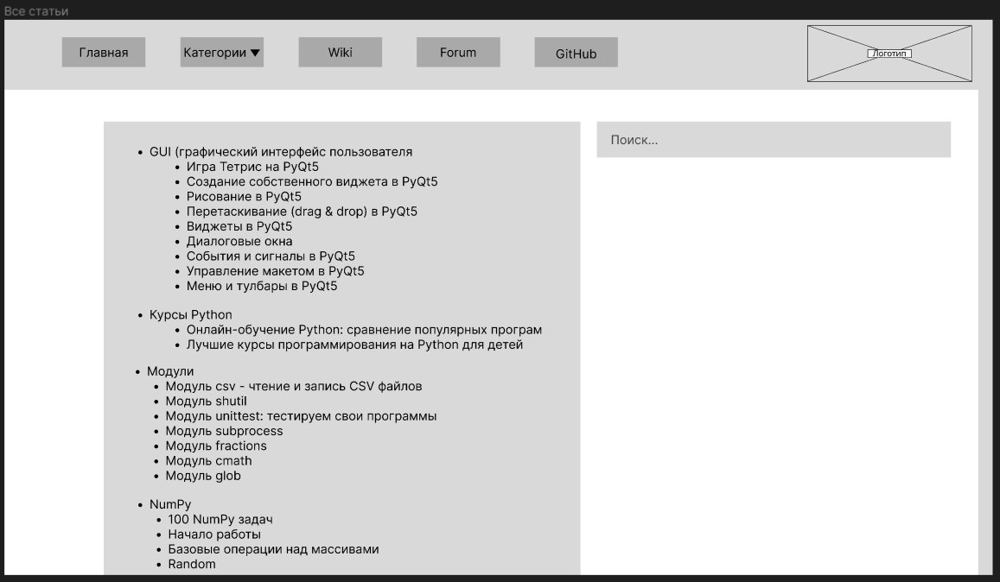 Все статьи
Главная
Категории ▼
Wiki
Forum
GitHub
Логотип
• GUI (графический интерфейс пользователя
• Игра Тетрис на PyQt5
• Создание собственного виджета в PyQt5
• Рисование в PyQt5
• Перетаскивание (drag & drop) в PyQt5
• Виджеты в PyQt5
• Диалоговые окна
• События и сигналы в PyQt5
• Управление макетом в PyQt5
• Меню и тулбары в PyQt5
• Курсы Python
• Онлайн-обучение Python: сравнение популярных програм
• Лучшие курсы программирования на Python для детей
• Модули
• Модуль csv - чтение и запись CSV файлов
• Модуль shutil
• Модуль unittest: тестируем свои программы
• Модуль subprocess
• Модуль fractions
• Модуль cmath
• Модуль glob
• NumPy
• 100 NumPy задач
• Начало работы
• Базовые операции над массивами
• Random
Поиск...